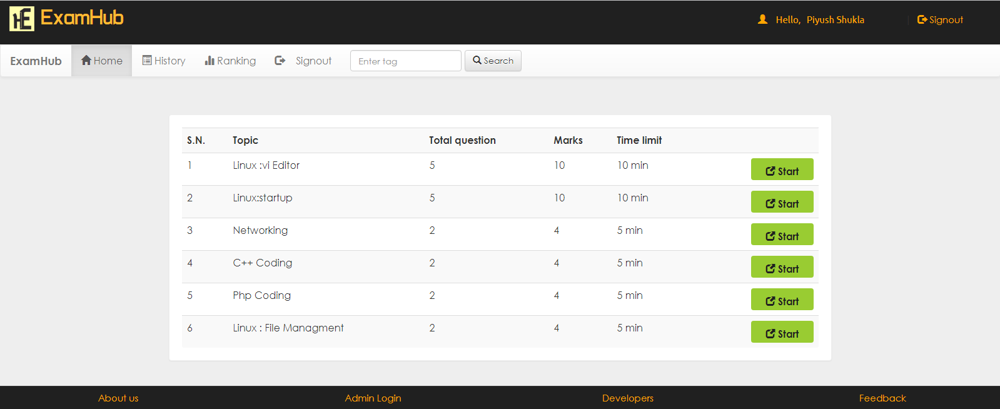 HE ExamHub Hello, Piyush Shukla | Signout
ExamHub Home History Ranking Signout Enter tag Search
S.N. Topic Total question Marks Time limit
1 Linux :vi Editor 5 10 10 min Start
2 Linux:startup 5 10 10 min Start
3 Networking 2 4 5 min Start
4 C++ Coding 2 4 5 min Start
5 Php Coding 2 4 5 min Start
6 Linux : File Managment 2 4 5 min Start
About us Admin Login Developers Feedback